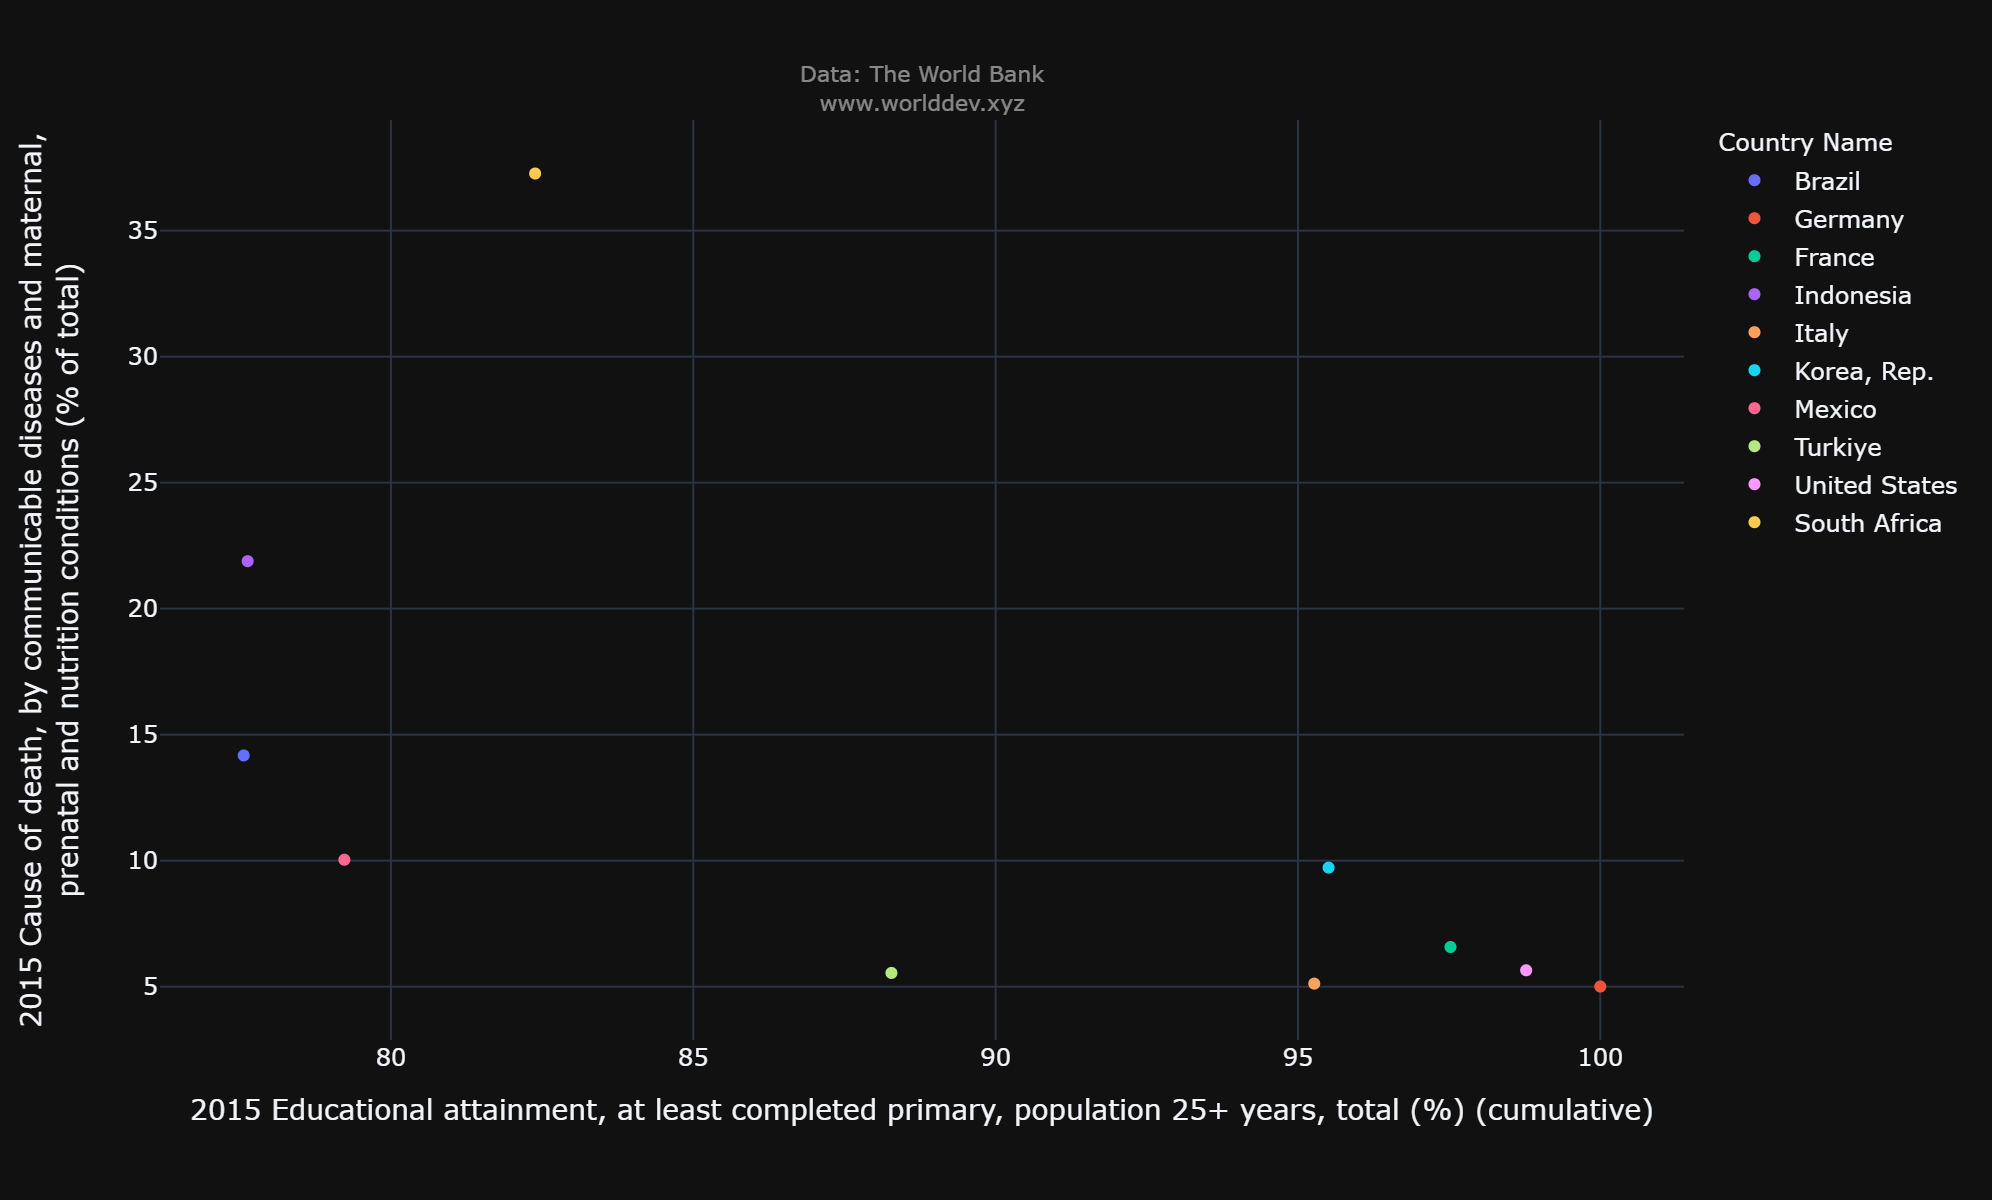 Data: The World Bank
www.worlddev.xyz
2015 Cause of death, by communicable diseases and maternal,
prenatal and nutrition conditions (% of total)
35
30
25
20
15
10
5
80
85
90
95
100
2015 Educational attainment, at least completed primary, population 25+ years, total (%) (cumulative)
Country Name
Brazil
Germany
France
Indonesia
Italy
Korea, Rep.
Mexico
Turkiye
United States
South Africa